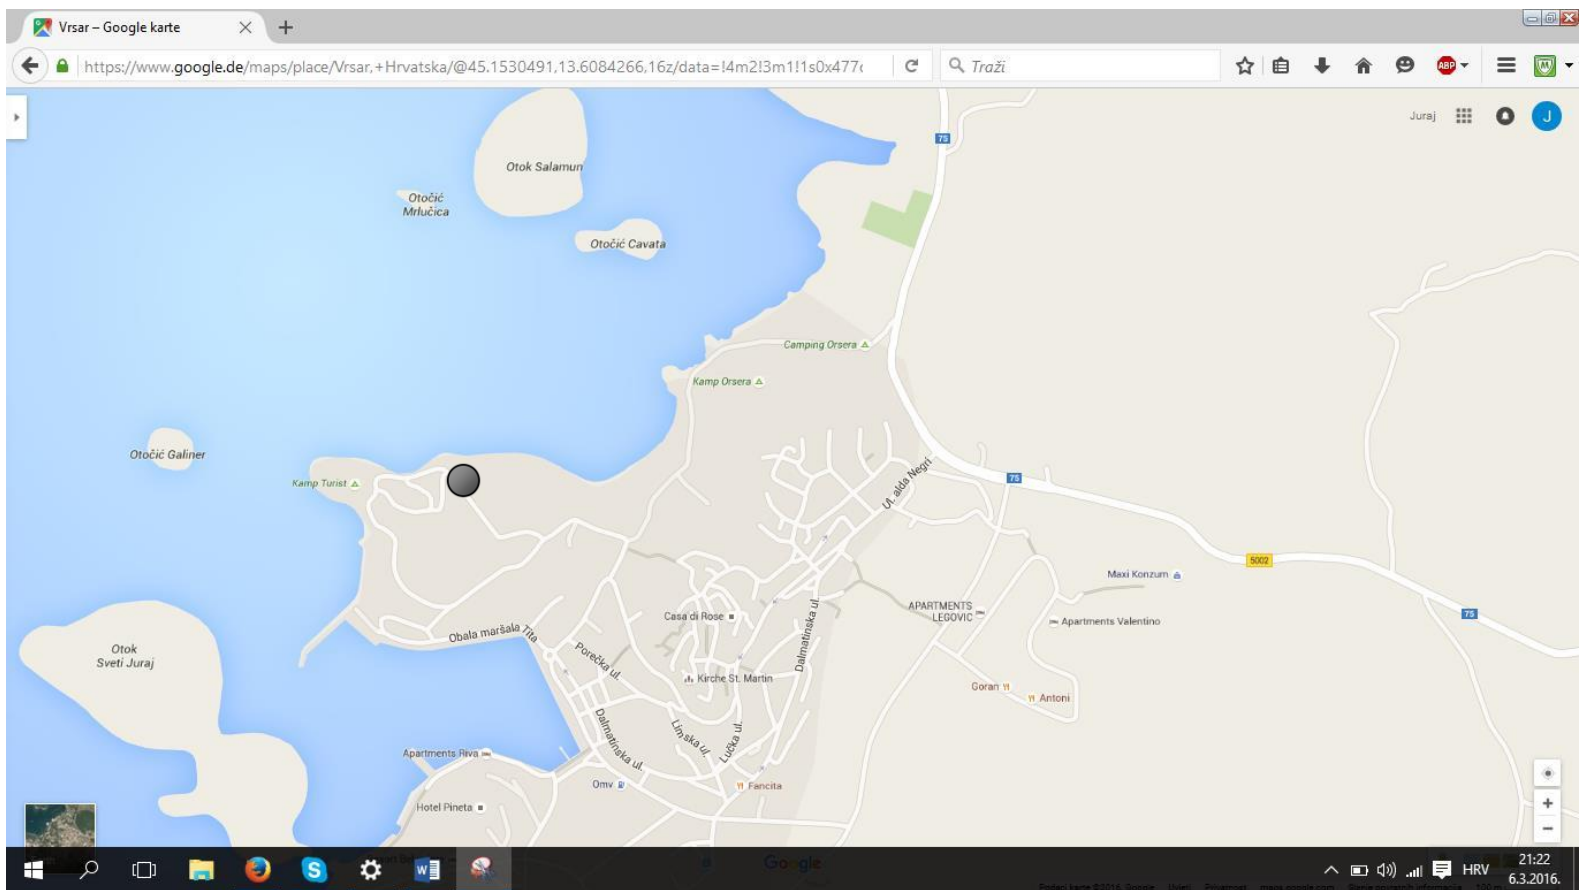 Vrsar – Google karte
https://www.google.de/maps/place/Vrsar,+Hrvatska/@45.1530491,13.6084266,16z/data=!4m2!3m1!1s0x477
Traži
ABP
Juraj
J
75
Otok Salamun
Otočić
Mrlučica
Otočić Cavata
Camping Orsera
Kamp Orsera
Otočić Galiner
Kamp Turist
Ul. alda Negri
75
5002
Maxi Konzum
APARTMENTS
LEGOVIC
Apartments Valentino
75
Casa di Rose
Dalmatinska ul.
Obala maršala Tita
Porečka ul.
Otok
Sveti Juraj
Kirche St. Martin
Goran
Antoni
Dalmatinska ul.
Limska ul.
Lučka ul.
Apartments Riva
Omv
Fancita
Hotel Pineta
Google
HRV
21:22
6.3.2016.